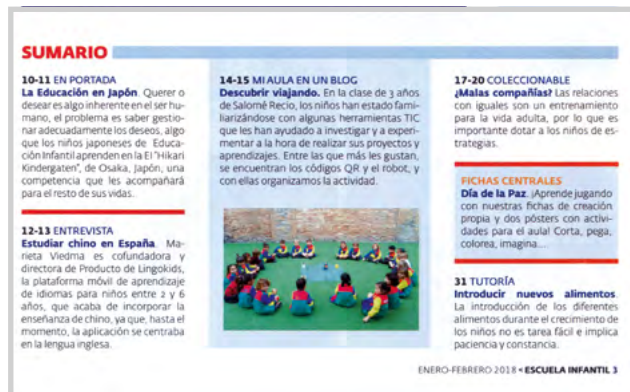 SUMARIO
10-11 EN PORTADA
La Educación en Japón. Querer o
desear es algo inherente en el ser hu-
mano, el problema es saber gestio-
nar adecuadamente los deseos, algo
que los niños japoneses de Educa-
ción Infantil aprenden en la EI "Hikari
Kindergaten", de Osaka, Japón, una
competencia que les acompañará
para el resto de sus vidas.
12-13 ENTREVISTA
Estudiar chino en España. Ma-
rieta Viedma es cofundadora y
directora de Producto de Lingokids,
la plataforma móvil de aprendizaje
de idiomas para niños entre 2 y 6
años, que acaba de incorporar la
enseñanza de chino, ya que, hasta el
momento, la aplicación se centraba
en la lengua inglesa.
14-15 MI AULA EN UN BLOG
Descubrir viajando. En la clase de 3 años
de Salomé Recio, los niños han estado fami-
liarizándose con algunas herramientas TIC
que les han ayudado a investigar y a experi-
mentar a la hora de realizar sus proyectos y
aprendizajes. Entre las que más les gustan,
se encuentran los códigos QR y el robot, y
con ellas organizamos la actividad.
17-20 COLECCIONABLE
¿Malas compañías? Las relaciones
con iguales son un entrenamiento
para la vida adulta, por lo que es
importante dotar a los niños de es-
trategias.
FICHAS CENTRALES
Día de la Paz. ¡Aprende jugando
con nuestras fichas de creación
propia y dos pósters con activi-
dades para el aula! Corta, pega,
colorea, imagina...
31 TUTORÍA
Introducir nuevos alimentos.
La introducción de los diferentes
alimentos durante el crecimiento de
los niños no es tarea fácil e implica
paciencia y constancia.
ENERO-FEBRERO 2018 • ESCUELA INFANTIL 3